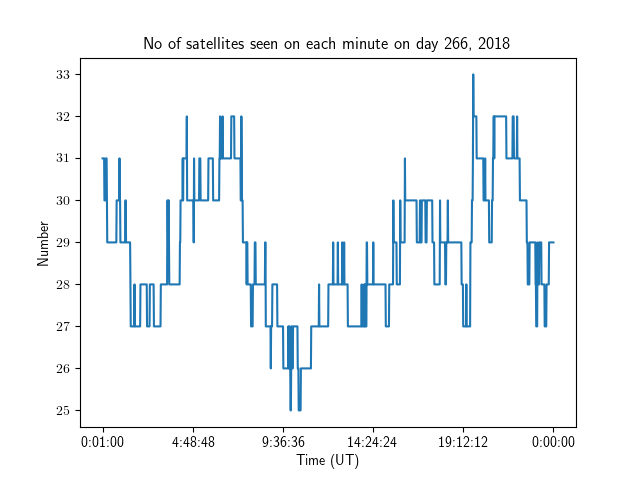 No of satellites seen on each minute on day 266, 2018
33
32
31
30
29
28
27
26
25
Number
0:01:00 4:48:48 9:36:36 14:24:24 19:12:12 0:00:00
Time (UT)